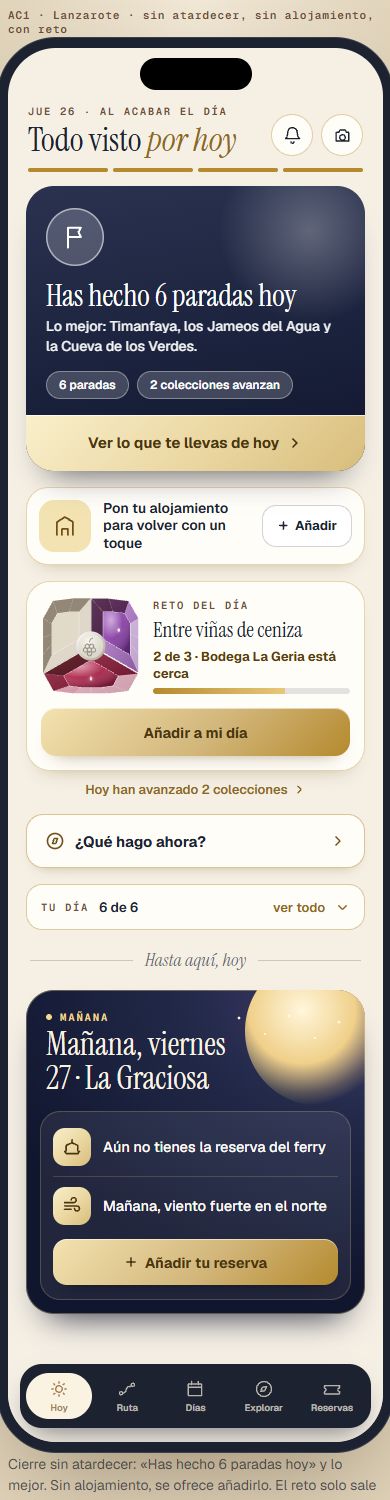 AC1 · Lanzarote · sin atardecer, sin alojamiento,
con reto
JUE 26 · AL ACABAR EL DÍA
Todo visto por hoy
Has hecho 6 paradas hoy
Lo mejor: Timanfaya, los Jameos del Agua y
la Cueva de los Verdes.
6 paradas
2 colecciones avanzan
Ver lo que te llevas de hoy
Pon tu alojamiento
para volver con un
toque
+ Añadir
RETO DEL DÍA
Entre viñas de ceniza
2 de 3 · Bodega La Geria está
cerca
Añadir a mi día
Hoy han avanzado 2 colecciones
¿Qué hago ahora?
TU DÍA 6 de 6
ver todo
Hasta aquí, hoy
MAÑANA
Mañana, viernes
27 · La Graciosa
Aún no tienes la reserva del ferry
Mañana, viento fuerte en el norte
+ Añadir tu reserva
Hoy
Ruta
Días
Explorar
Reservas
Cierre sin atardecer: «Has hecho 6 paradas hoy» y lo
mejor. Sin alojamiento, se ofrece añadirlo. El reto solo sale